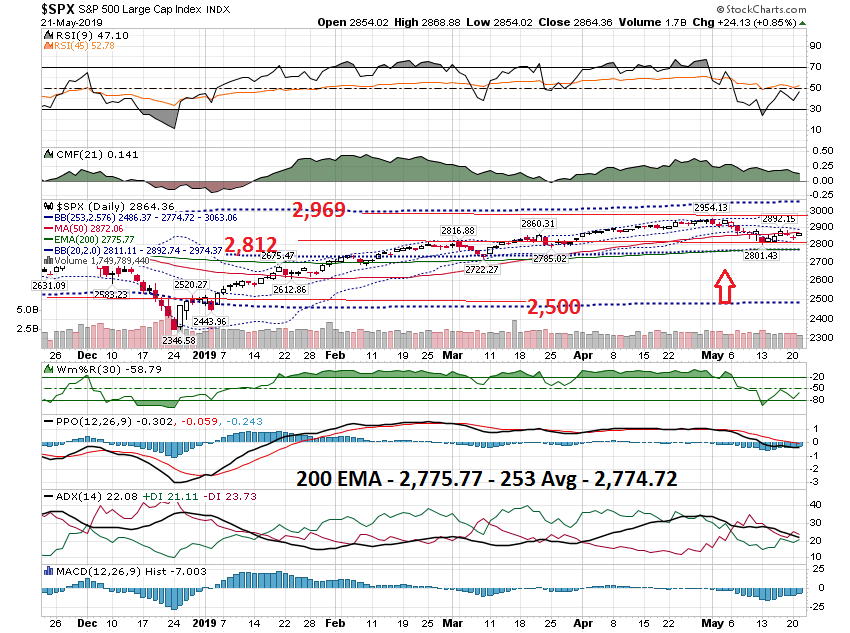 $SPX S&P 500 Large Cap Index INDX © StockCharts.com
21-May-2019 Open 2854.02 High 2868.88 Low 2854.02 Close 2864.36 Volume 1.7B Chg +24.13 (+0.85%)
RSI(9) 47.10
RSI(45) 52.78
90
70
50
30
10
CMF(21) 0.141
0.50
0.25
0.00
-0.25
$SPX (Daily) 2864.36
BB(253,2.576) 2486.37 - 2774.72 - 3063.06
MA(50) 2872.06
EMA(200) 2775.77
BB(20,2.0) 2811.11 - 2892.74 - 2974.37
Volume 1,749,789,440
2,969
2,812
2,500
2954.13
2892.15
2860.31
2816.88
2801.43
2785.02
2722.27
2675.47
2631.09
2612.86
2583.23
2520.27
2443.96
2346.58
3000
2900
2800
2700
2600
2500
2400
2300
5.0B
2.5B
26 Dec 10 17 24 2019 7 14 22 28 Feb 11 19 25 Mar 11 18 25 Apr 8 15 22 May 6 13 20
Wm%R(30) -58.79
-20
-50
-80
PPO(12,26,9) -0.302, -0.059, -0.243
1
0
-1
-2
-3
200 EMA - 2,775.77 - 253 Avg - 2,774.72
ADX(14) 22.08 +DI 21.11 -DI 23.73
40
30
20
10
MACD(12,26,9) Hist -7.003
25
0
-25
26 Dec 10 17 24 2019 7 14 22 28 Feb 11 19 25 Mar 11 18 25 Apr 8 15 22 May 6 13 20